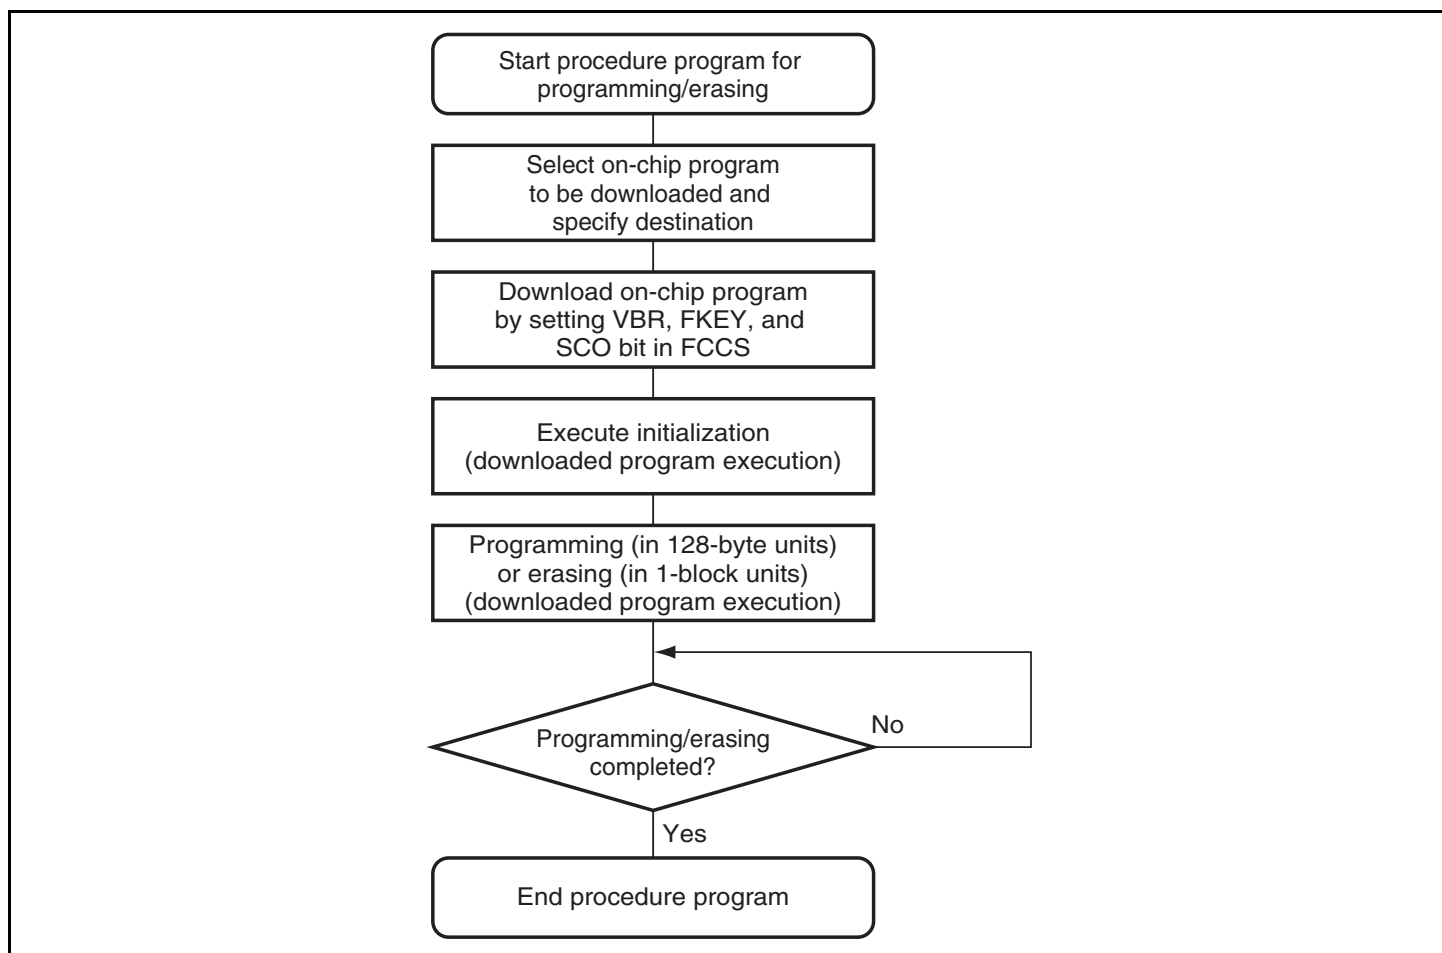 Start procedure program for
programming/erasing
Select on-chip program
to be downloaded and
specify destination
Download on-chip program
by setting VBR, FKEY, and
SCO bit in FCCS
Execute initialization
(downloaded program execution)
Programming (in 128-byte units)
or erasing (in 1-block units)
(downloaded program execution)
Programming/erasing
completed?
No
Yes
End procedure program